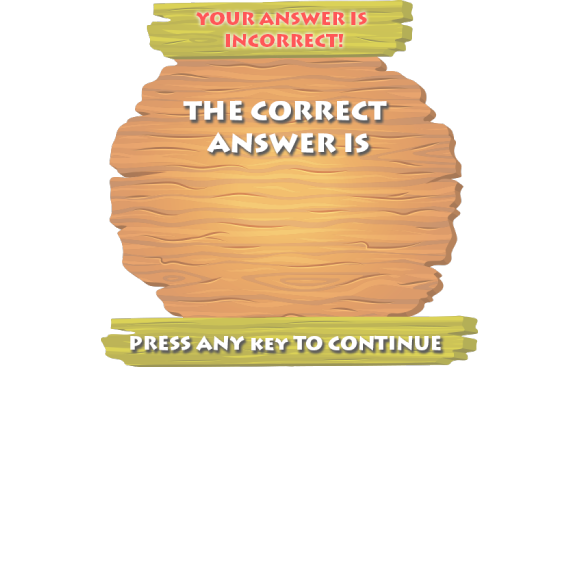 YOUR ANSWER IS
INCORRECT!
THE CORRECT
ANSWER IS
PRESS ANY KEY TO CONTINUE